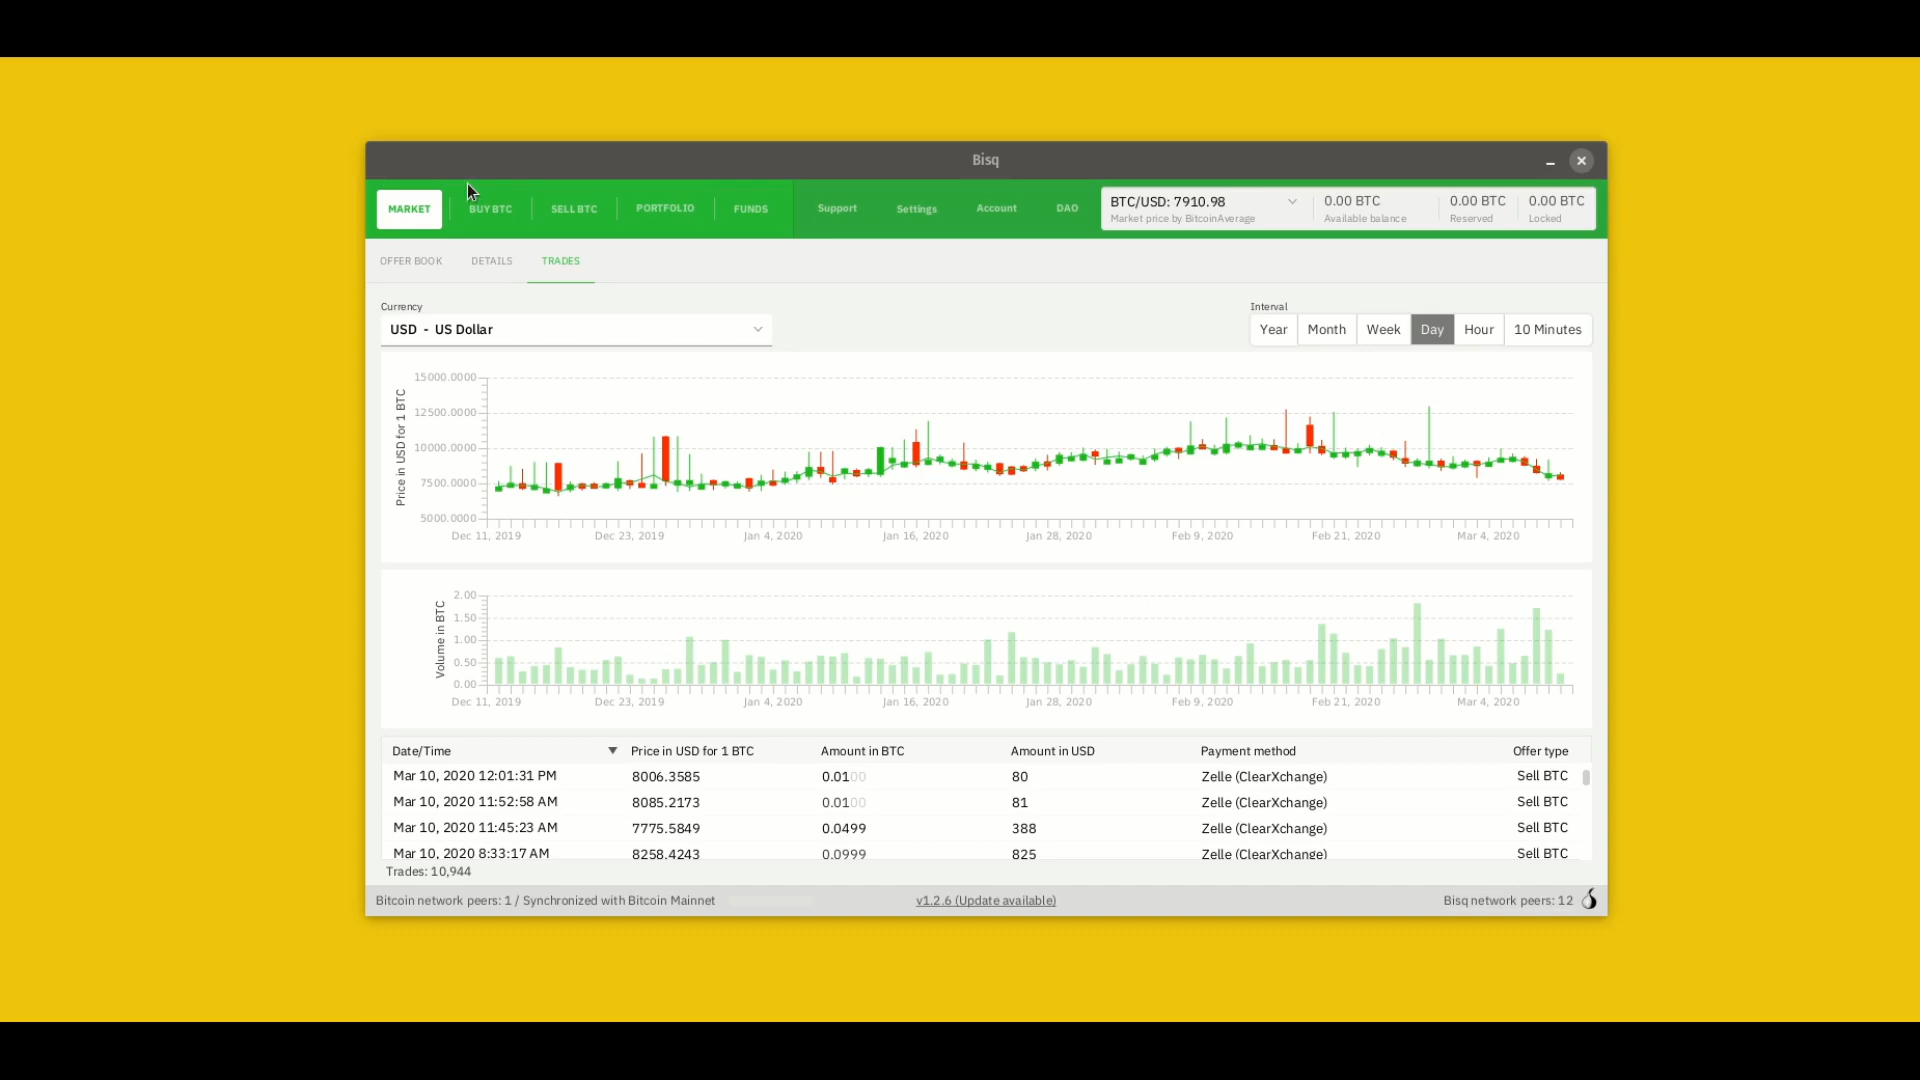 Bisq
MARKET BUY BTC SELL BTC PORTFOLIO FUNDS Support Settings Account DAO
BTC/USD: 7910.98 0.00 BTC 0.00 BTC 0.00 BTC
Market price by BitcoinAverage Available balance Reserved Locked
OFFER BOOK DETAILS TRADES
Currency Interval
USD - US Dollar Year Month Week Day Hour 10 Minutes
Price in USD for 1 BTC
15000.0000
12500.0000
10000.0000
7500.0000
5000.0000
Dec 11, 2019 Dec 23, 2019 Jan 4, 2020 Jan 16, 2020 Jan 28, 2020 Feb 9, 2020 Feb 21, 2020 Mar 4, 2020
Volume in BTC
2.00
1.50
1.00
0.50
0.00
Dec 11, 2019 Dec 23, 2019 Jan 4, 2020 Jan 16, 2020 Jan 28, 2020 Feb 9, 2020 Feb 21, 2020 Mar 4, 2020
Date/Time Price in USD for 1 BTC Amount in BTC Amount in USD Payment method Offer type
Mar 10, 2020 12:01:31 PM 8006.3585 0.0100 80 Zelle (ClearXchange) Sell BTC
Mar 10, 2020 11:52:58 AM 8085.2173 0.0100 81 Zelle (ClearXchange) Sell BTC
Mar 10, 2020 11:45:23 AM 7775.5849 0.0499 388 Zelle (ClearXchange) Sell BTC
Mar 10, 2020 8:33:17 AM 8258.4243 0.0999 825 Zelle (ClearXchange) Sell BTC
Trades: 10,944
Bitcoin network peers: 1 / Synchronized with Bitcoin Mainnet v1.2.6 (Update available) Bisq network peers: 12